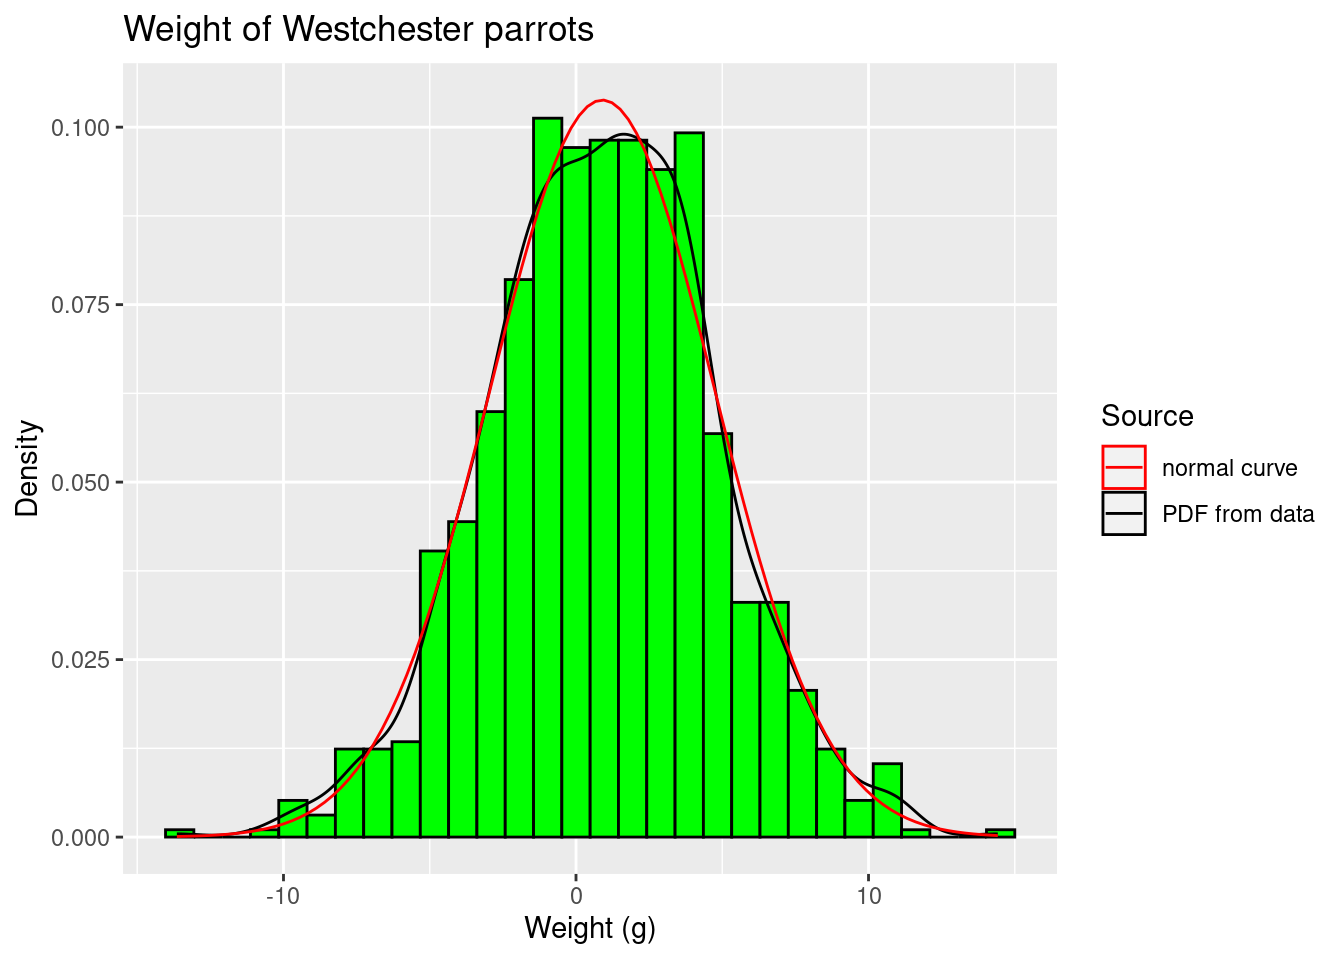 Weight of Westchester parrots
Density
0.100
0.075
0.050
0.025
0.000
-10
0
10
Weight (g)
Source
normal curve
PDF from data